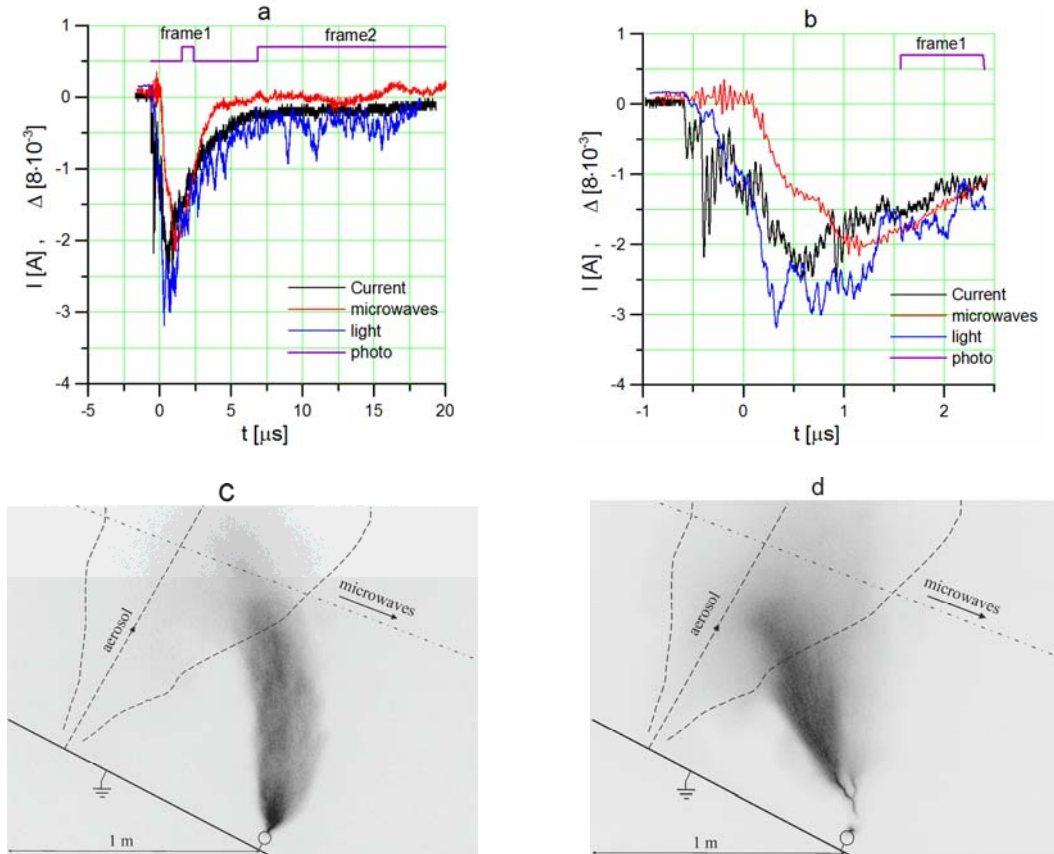 a
frame1
frame2
1
0
-1
-2
-3
-4
I [A] , Δ [8·10⁻³]
Current
microwaves
light
photo
-5
0
5
10
15
20
t [μs]
b
frame1
1
0
-1
-2
-3
-4
I [A] , Δ [8·10⁻³]
Current
microwaves
light
photo
-1
0
1
2
t [μs]
c
aerosol
microwaves
1 m
d
aerosol
microwaves
1 m